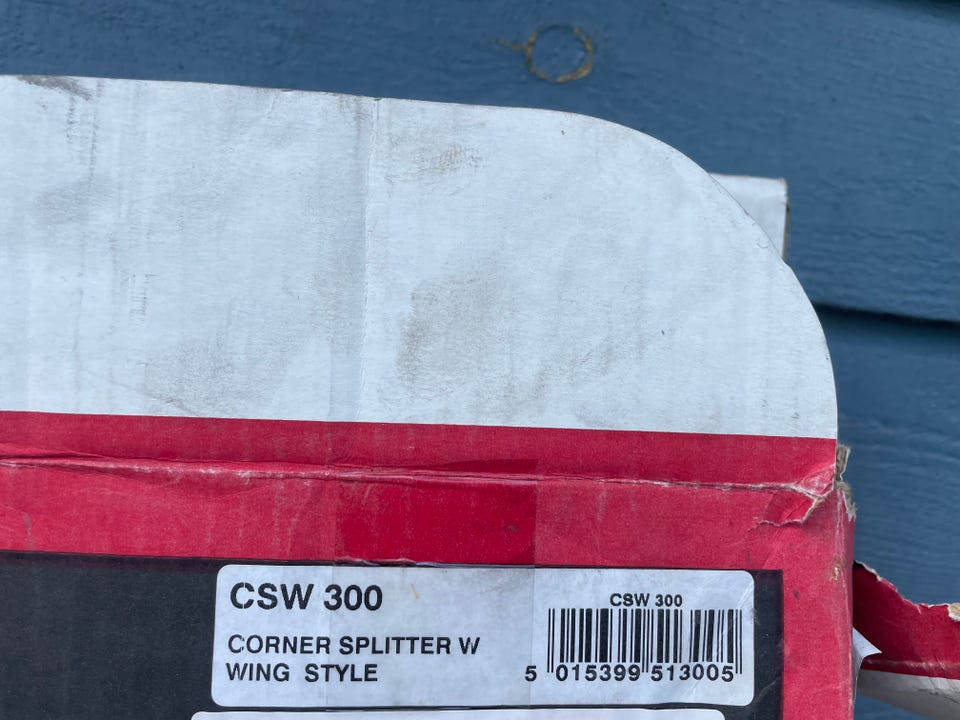 CSW 300
CORNER SPLITTER W
WING STYLE
CSW 300
5 015399 513005